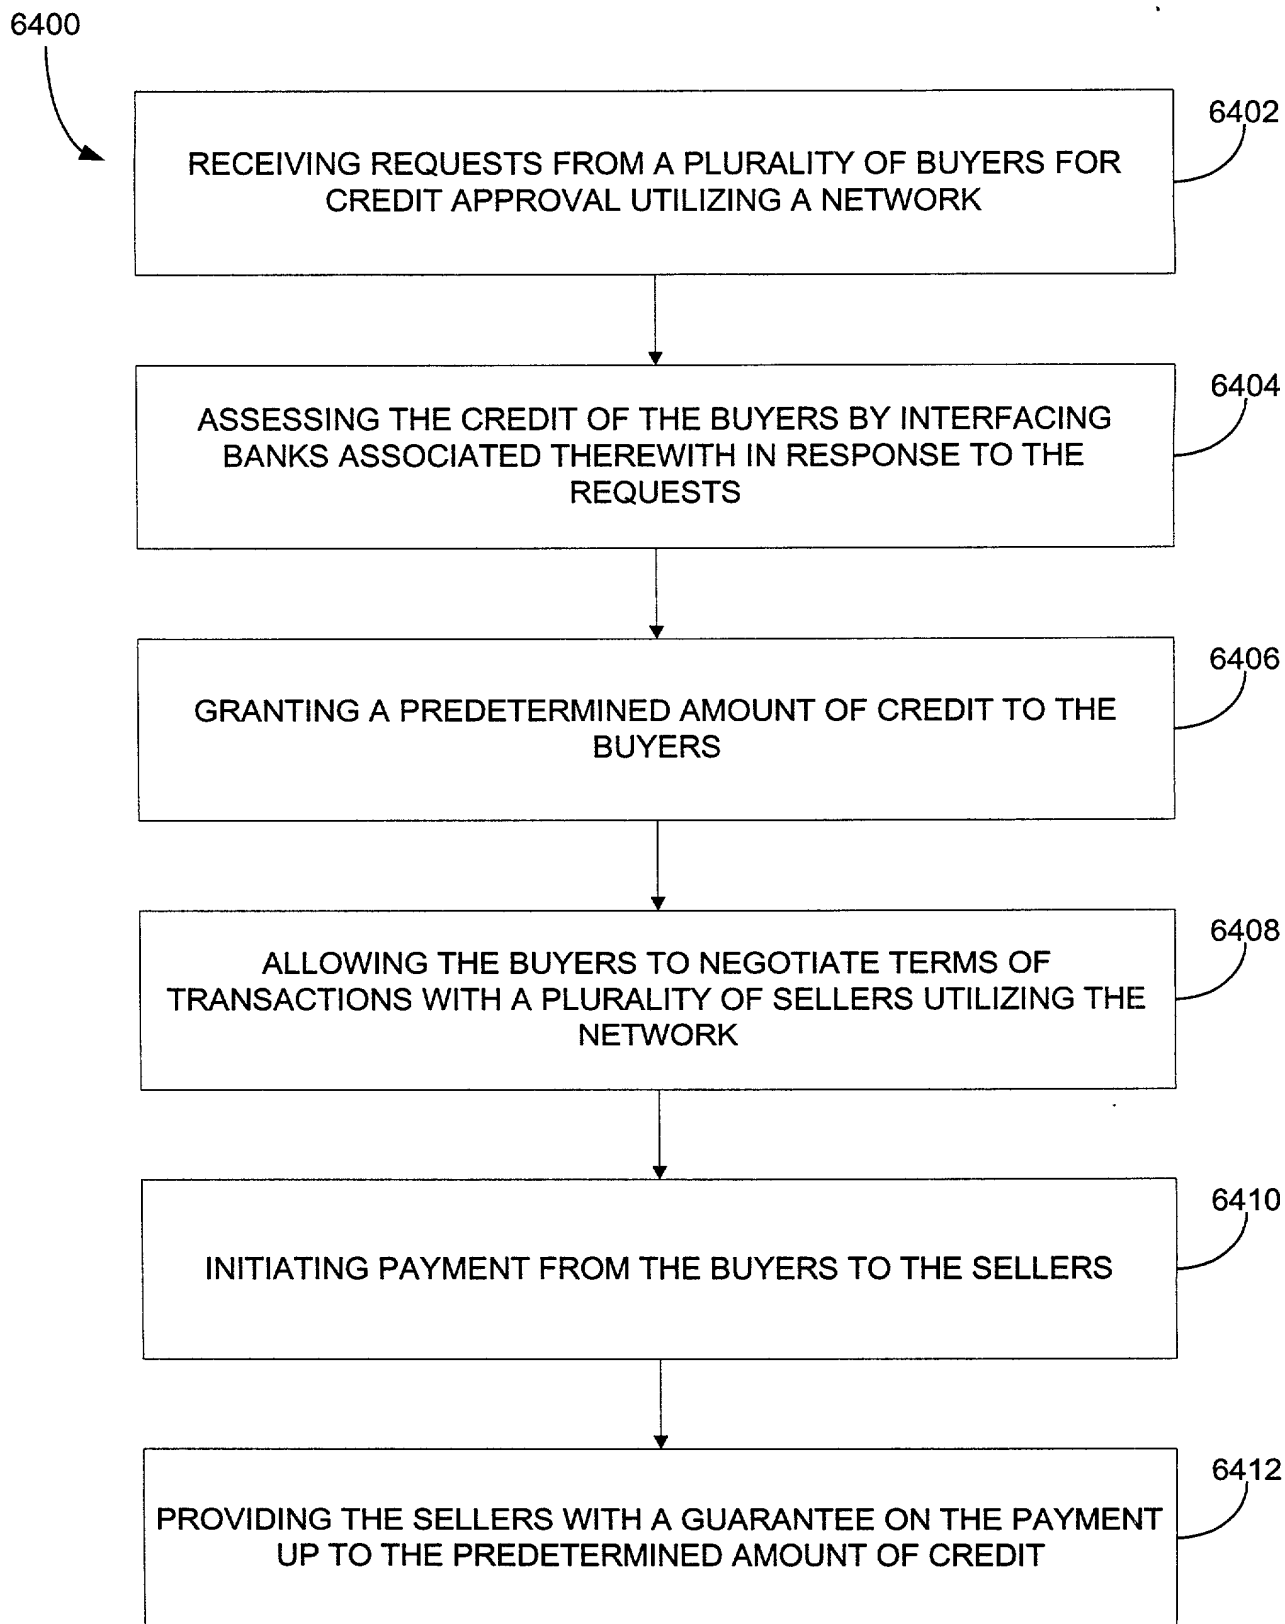 6400
6402
RECEIVING REQUESTS FROM A PLURALITY OF BUYERS FOR
CREDIT APPROVAL UTILIZING A NETWORK
6404
ASSESSING THE CREDIT OF THE BUYERS BY INTERFACING
BANKS ASSOCIATED THEREWITH IN RESPONSE TO THE
REQUESTS
6406
GRANTING A PREDETERMINED AMOUNT OF CREDIT TO THE
BUYERS
6408
ALLOWING THE BUYERS TO NEGOTIATE TERMS OF
TRANSACTIONS WITH A PLURALITY OF SELLERS UTILIZING THE
NETWORK
6410
INITIATING PAYMENT FROM THE BUYERS TO THE SELLERS
6412
PROVIDING THE SELLERS WITH A GUARANTEE ON THE PAYMENT
UP TO THE PREDETERMINED AMOUNT OF CREDIT